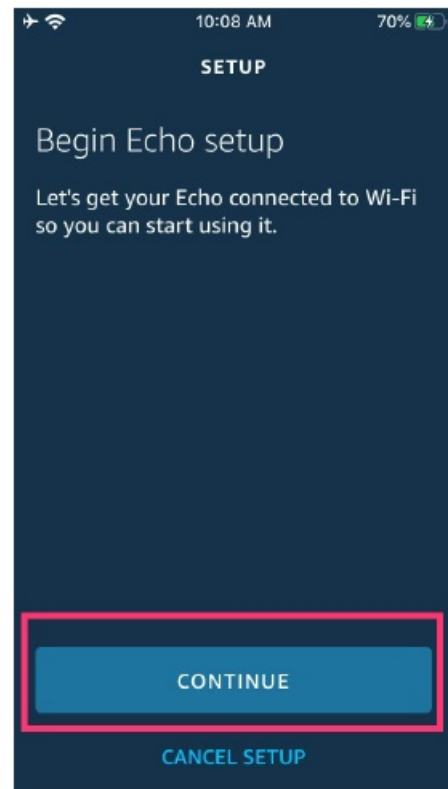 10:08 AM
70%
SETUP
Begin Echo setup
Let's get your Echo connected to Wi-Fi
so you can start using it.
CONTINUE
CANCEL SETUP